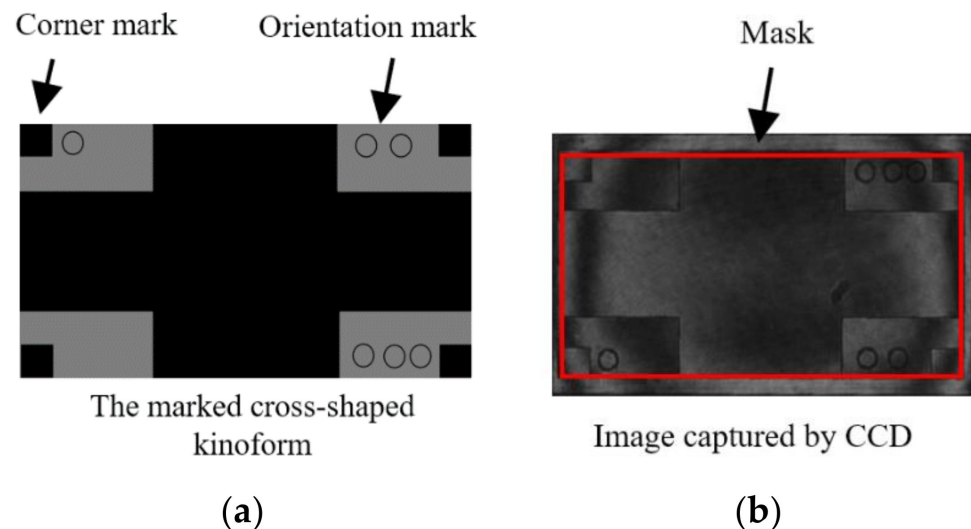 Corner mark
Orientation mark
Mask
The marked cross-shaped
kinoform
Image captured by CCD
(a)
(b)